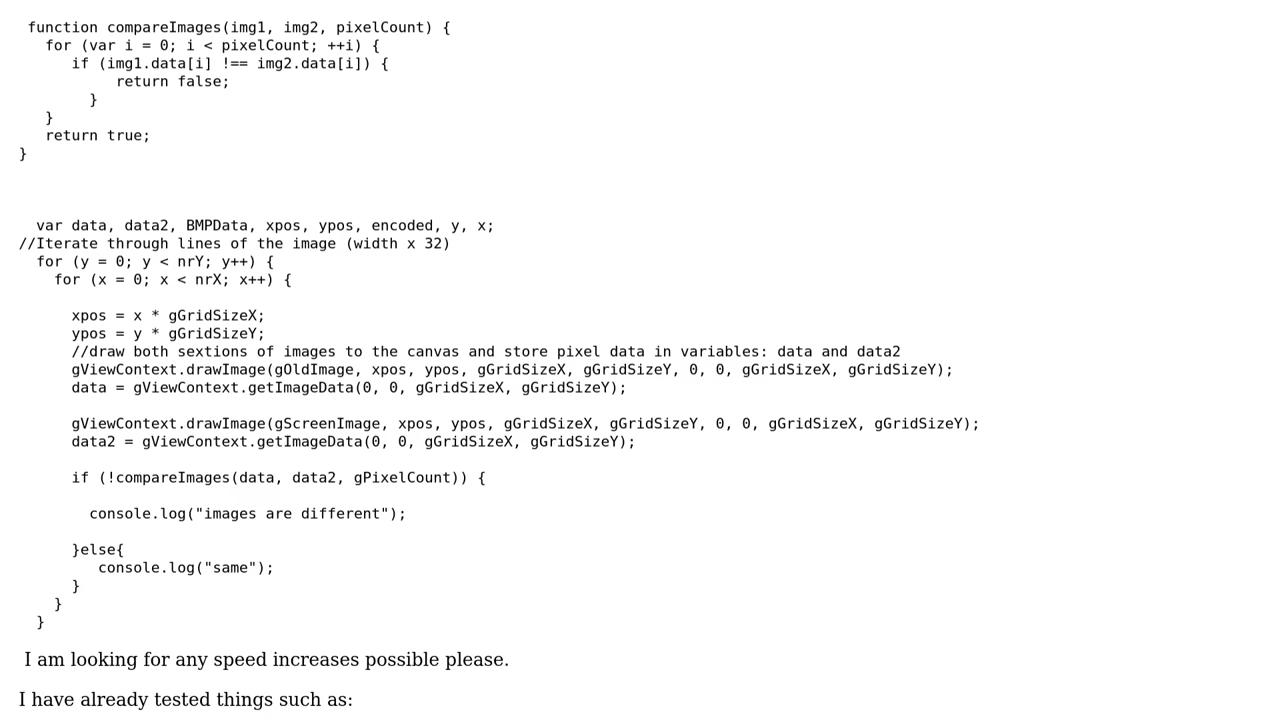 function compareImages(img1, img2, pixelCount) {
for (var i = 0; i < pixelCount; ++i) {
if (img1.data[i] !== img2.data[i]) {
return false;
}
}
return true;
}
var data, data2, BMPData, xpos, ypos, encoded, y, x;
//Iterate through lines of the image (width x 32)
for (y = 0; y < nrY; y++) {
for (x = 0; x < nrX; x++) {
xpos = x * gGridSizeX;
ypos = y * gGridSizeY;
//draw both sextions of images to the canvas and store pixel data in variables: data and data2
gViewContext.drawImage(gOldImage, xpos, ypos, gGridSizeX, gGridSizeY, 0, 0, gGridSizeX, gGridSizeY);
data = gViewContext.getImageData(0, 0, gGridSizeX, gGridSizeY);
gViewContext.drawImage(gScreenImage, xpos, ypos, gGridSizeX, gGridSizeY, 0, 0, gGridSizeX, gGridSizeY);
data2 = gViewContext.getImageData(0, 0, gGridSizeX, gGridSizeY);
if (!compareImages(data, data2, gPixelCount)) {
console.log("images are different");
}else{
console.log("same");
}
}
}
I am looking for any speed increases possible please.
I have already tested things such as: